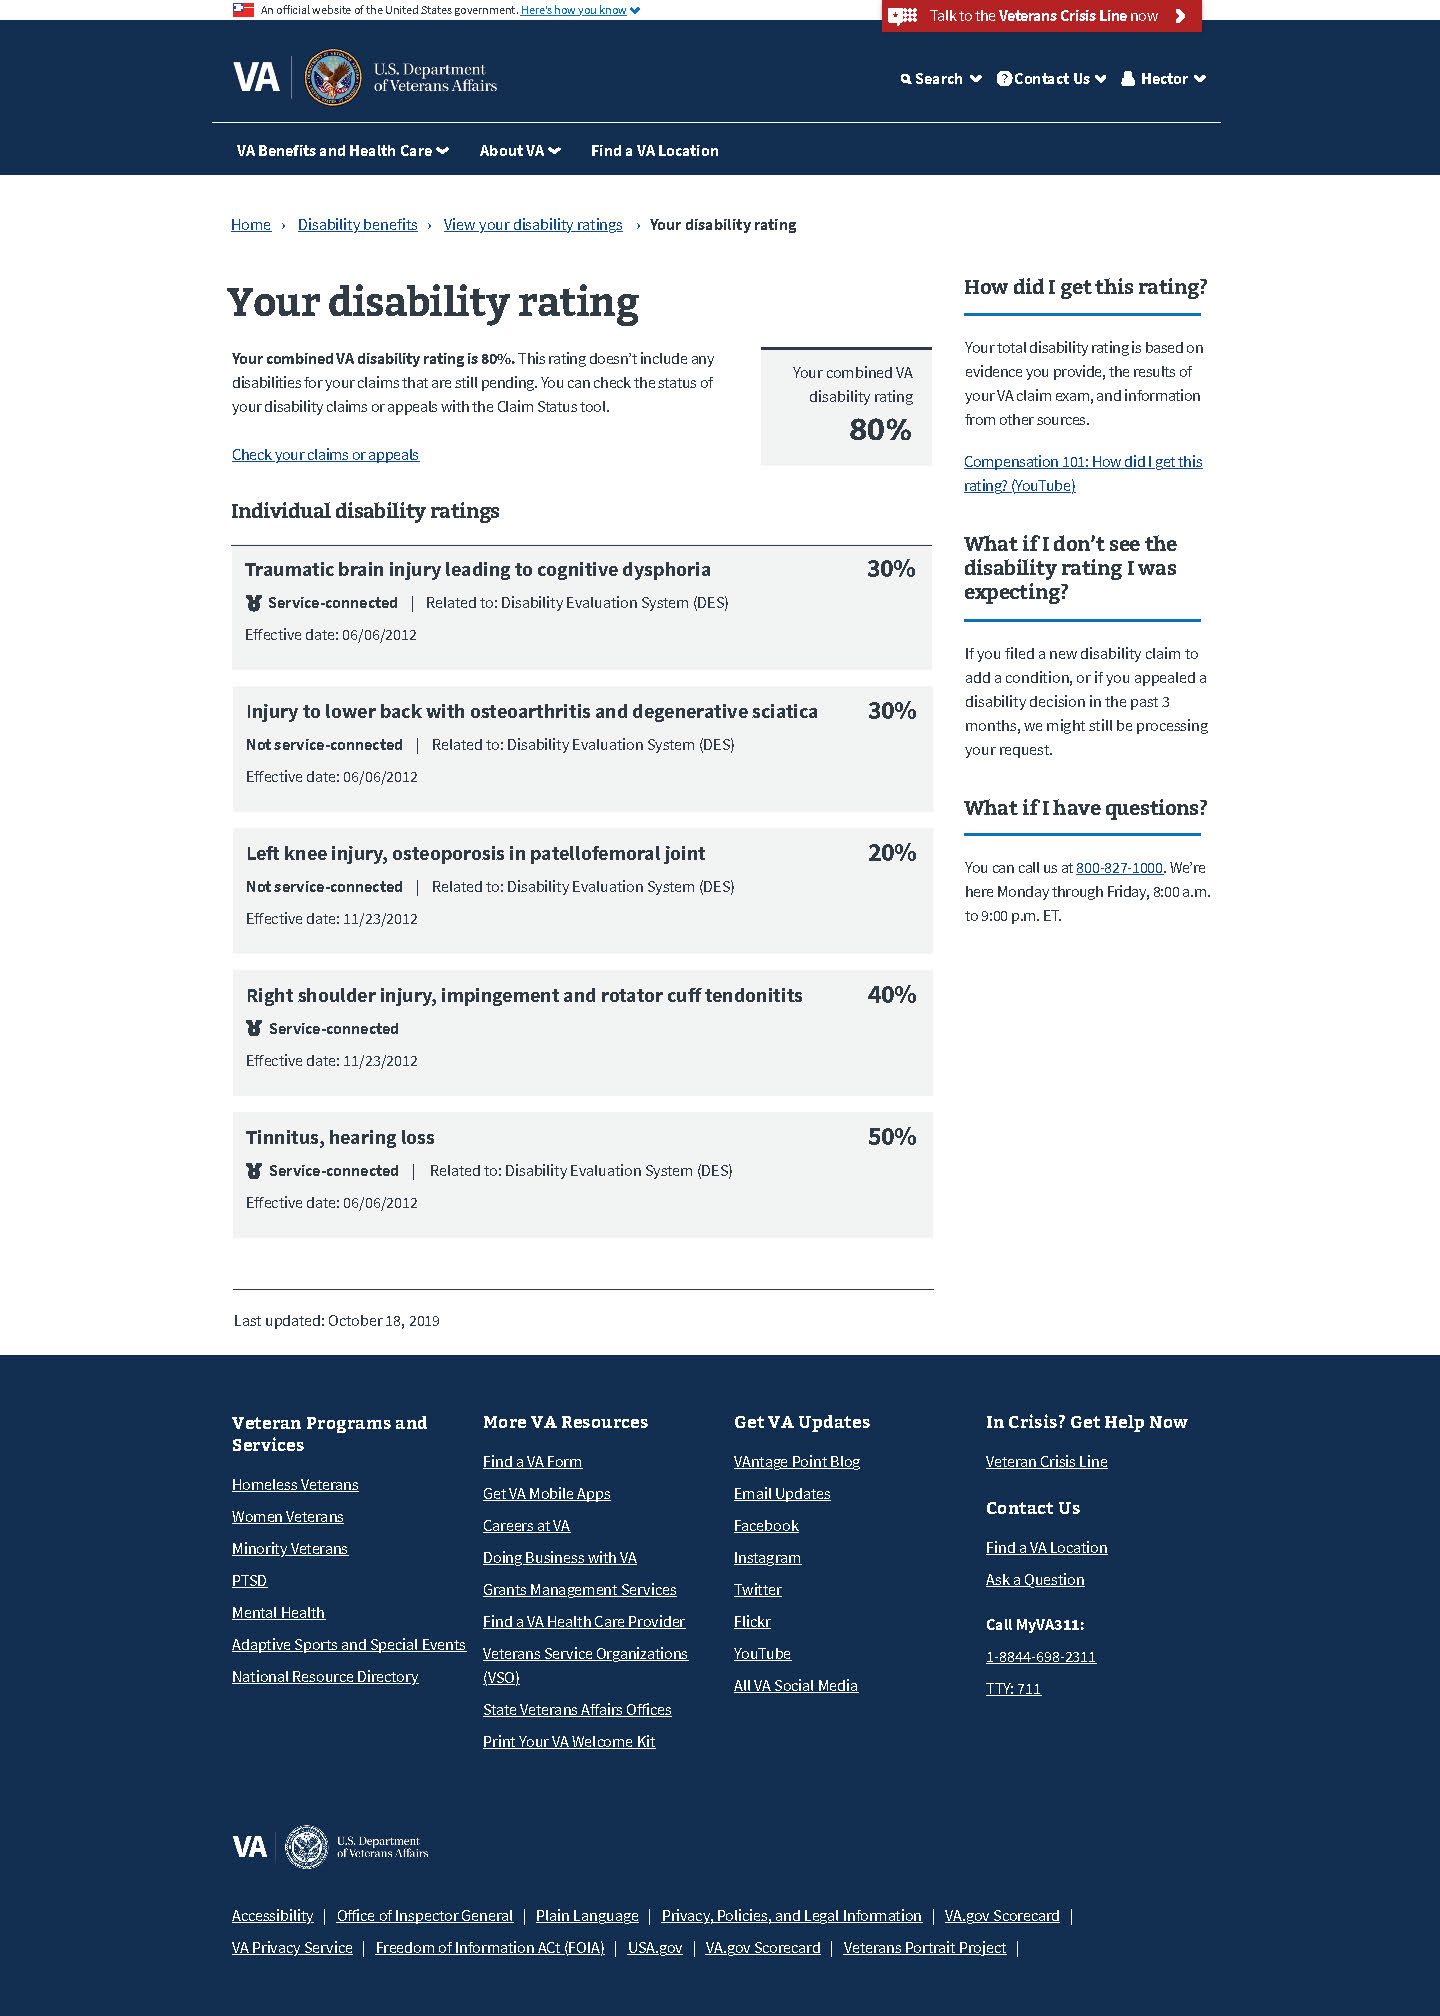 An official website of the United States government. Here's how you know
Talk to the Veterans Crisis Line now
VA
U.S. Department
of Veterans Affairs
Search
Contact Us
Hector
VA Benefits and Health Care
About VA
Find a VA Location
Home › Disability benefits › View your disability ratings › Your disability rating
Your disability rating
Your combined VA disability rating is 80%. This rating doesn’t include any
disabilities for your claims that are still pending. You can check the status of
your disability claims or appeals with the Claim Status tool.
Check your claims or appeals
Your combined VA
disability rating
80%
Individual disability ratings
Traumatic brain injury leading to cognitive dysphoria 30%
Service-connected | Related to: Disability Evaluation System (DES)
Effective date: 06/06/2012
Injury to lower back with osteoarthritis and degenerative sciatica 30%
Not service-connected | Related to: Disability Evaluation System (DES)
Effective date: 06/06/2012
Left knee injury, osteoporosis in patellofemoral joint 20%
Not service-connected | Related to: Disability Evaluation System (DES)
Effective date: 11/23/2012
Right shoulder injury, impingement and rotator cuff tendonitits 40%
Service-connected
Effective date: 11/23/2012
Tinnitus, hearing loss 50%
Service-connected | Related to: Disability Evaluation System (DES)
Effective date: 06/06/2012
Last updated: October 18, 2019
How did I get this rating?
Your total disability rating is based on
evidence you provide, the results of
your VA claim exam, and information
from other sources.
Compensation 101: How did I get this
rating? (YouTube)
What if I don’t see the
disability rating I was
expecting?
If you filed a new disability claim to
add a condition, or if you appealed a
disability decision in the past 3
months, we might still be processing
your request.
What if I have questions?
You can call us at 800-827-1000. We’re
here Monday through Friday, 8:00 a.m.
to 9:00 p.m. ET.
Veteran Programs and
Services
Homeless Veterans
Women Veterans
Minority Veterans
PTSD
Mental Health
Adaptive Sports and Special Events
National Resource Directory
More VA Resources
Find a VA Form
Get VA Mobile Apps
Careers at VA
Doing Business with VA
Grants Management Services
Find a VA Health Care Provider
Veterans Service Organizations
(VSO)
State Veterans Affairs Offices
Print Your VA Welcome Kit
Get VA Updates
VAntage Point Blog
Email Updates
Facebook
Instagram
Twitter
Flickr
YouTube
All VA Social Media
In Crisis? Get Help Now
Veteran Crisis Line
Contact Us
Find a VA Location
Ask a Question
Call MyVA311:
1-8844-698-2311
TTY: 711
VA
U.S. Department
of Veterans Affairs
Accessibility | Office of Inspector General | Plain Language | Privacy, Policies, and Legal Information | VA.gov Scorecard |
VA Privacy Service | Freedom of Information ACt (FOIA) | USA.gov | VA.gov Scorecard | Veterans Portrait Project |